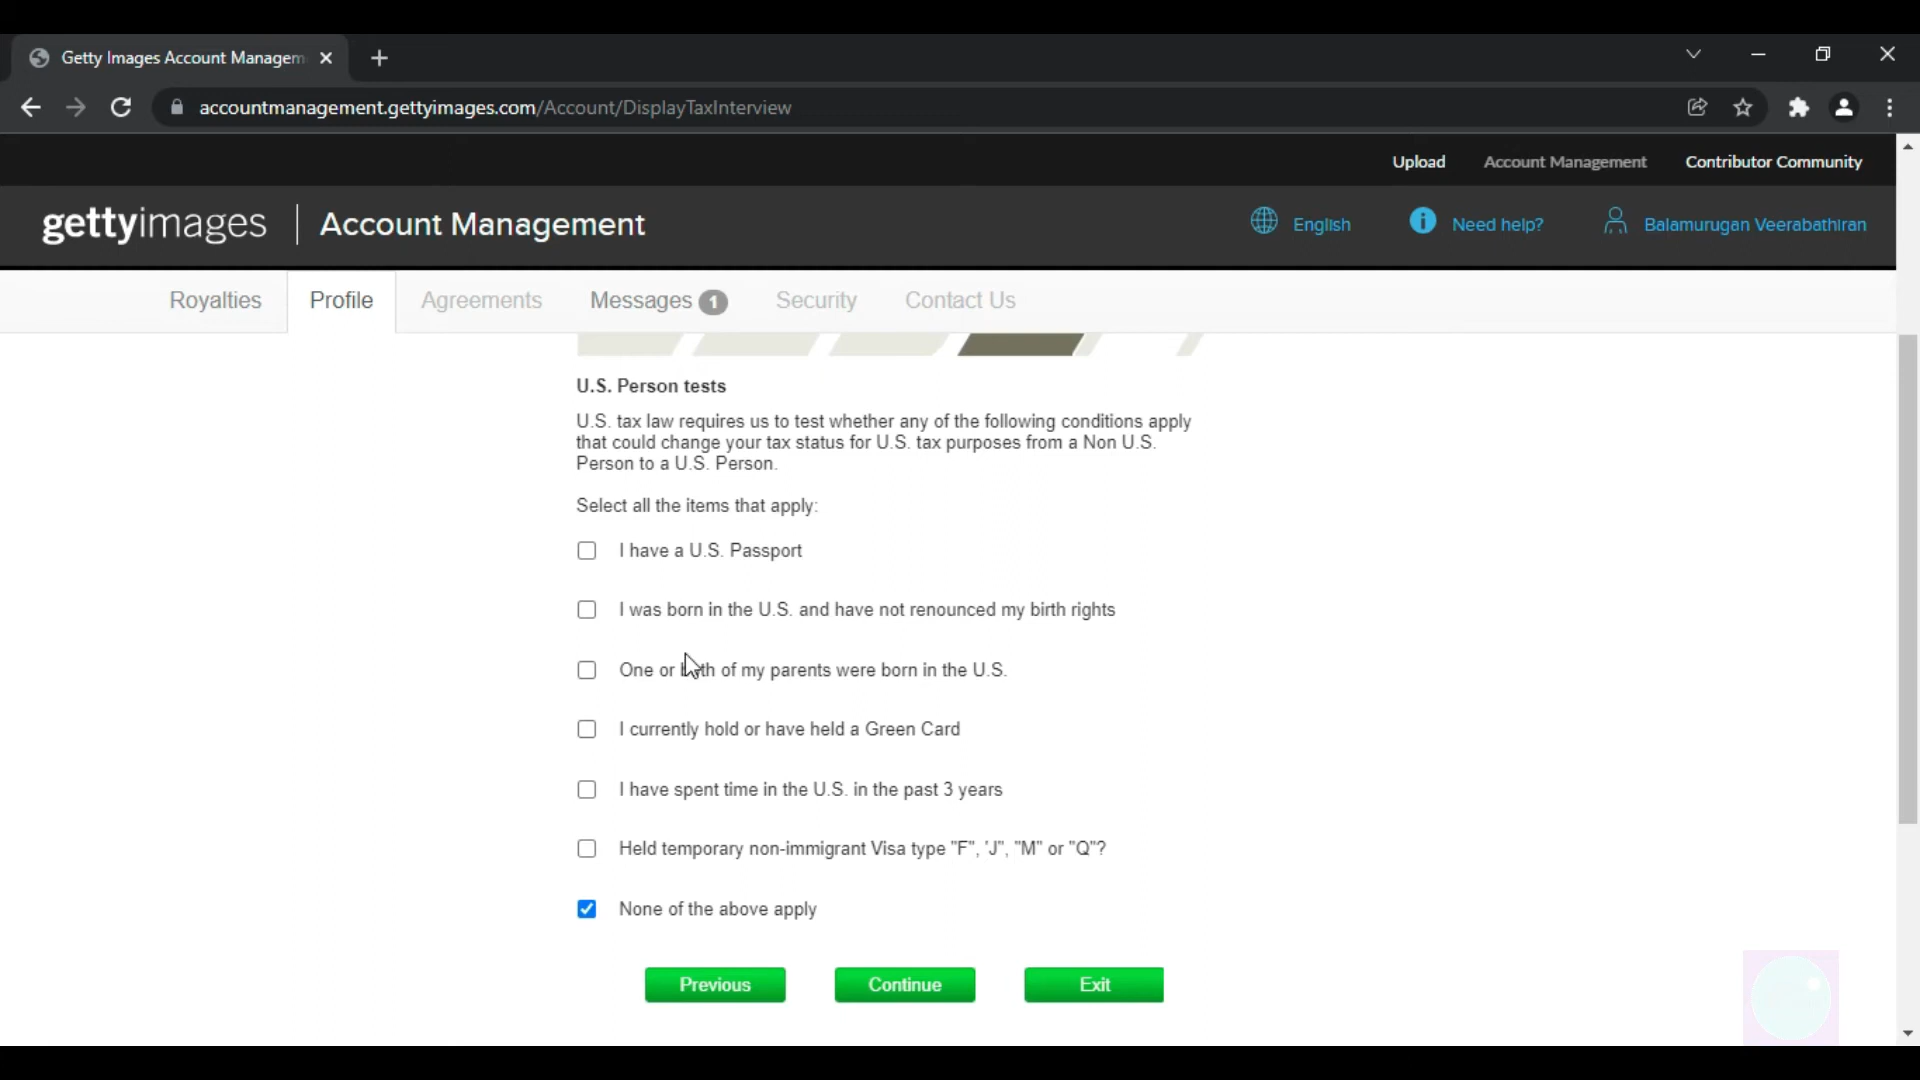 Getty Images Account Managem
accountmanagement.gettyimages.com/Account/DisplayTaxInterview
Upload Account Management Contributor Community
gettyimages Account Management English Need help? Balamurugan Veerabathiran
Royalties Profile Agreements Messages 1 Security Contact Us
U.S. Person tests
U.S. tax law requires us to test whether any of the following conditions apply
that could change your tax status for U.S. tax purposes from a Non U.S.
Person to a U.S. Person.
Select all the items that apply:
I have a U.S. Passport
I was born in the U.S. and have not renounced my birth rights
One or both of my parents were born in the U.S.
I currently hold or have held a Green Card
I have spent time in the U.S. in the past 3 years
Held temporary non-immigrant Visa type "F", 'J", "M" or "Q"?
None of the above apply
Previous Continue Exit